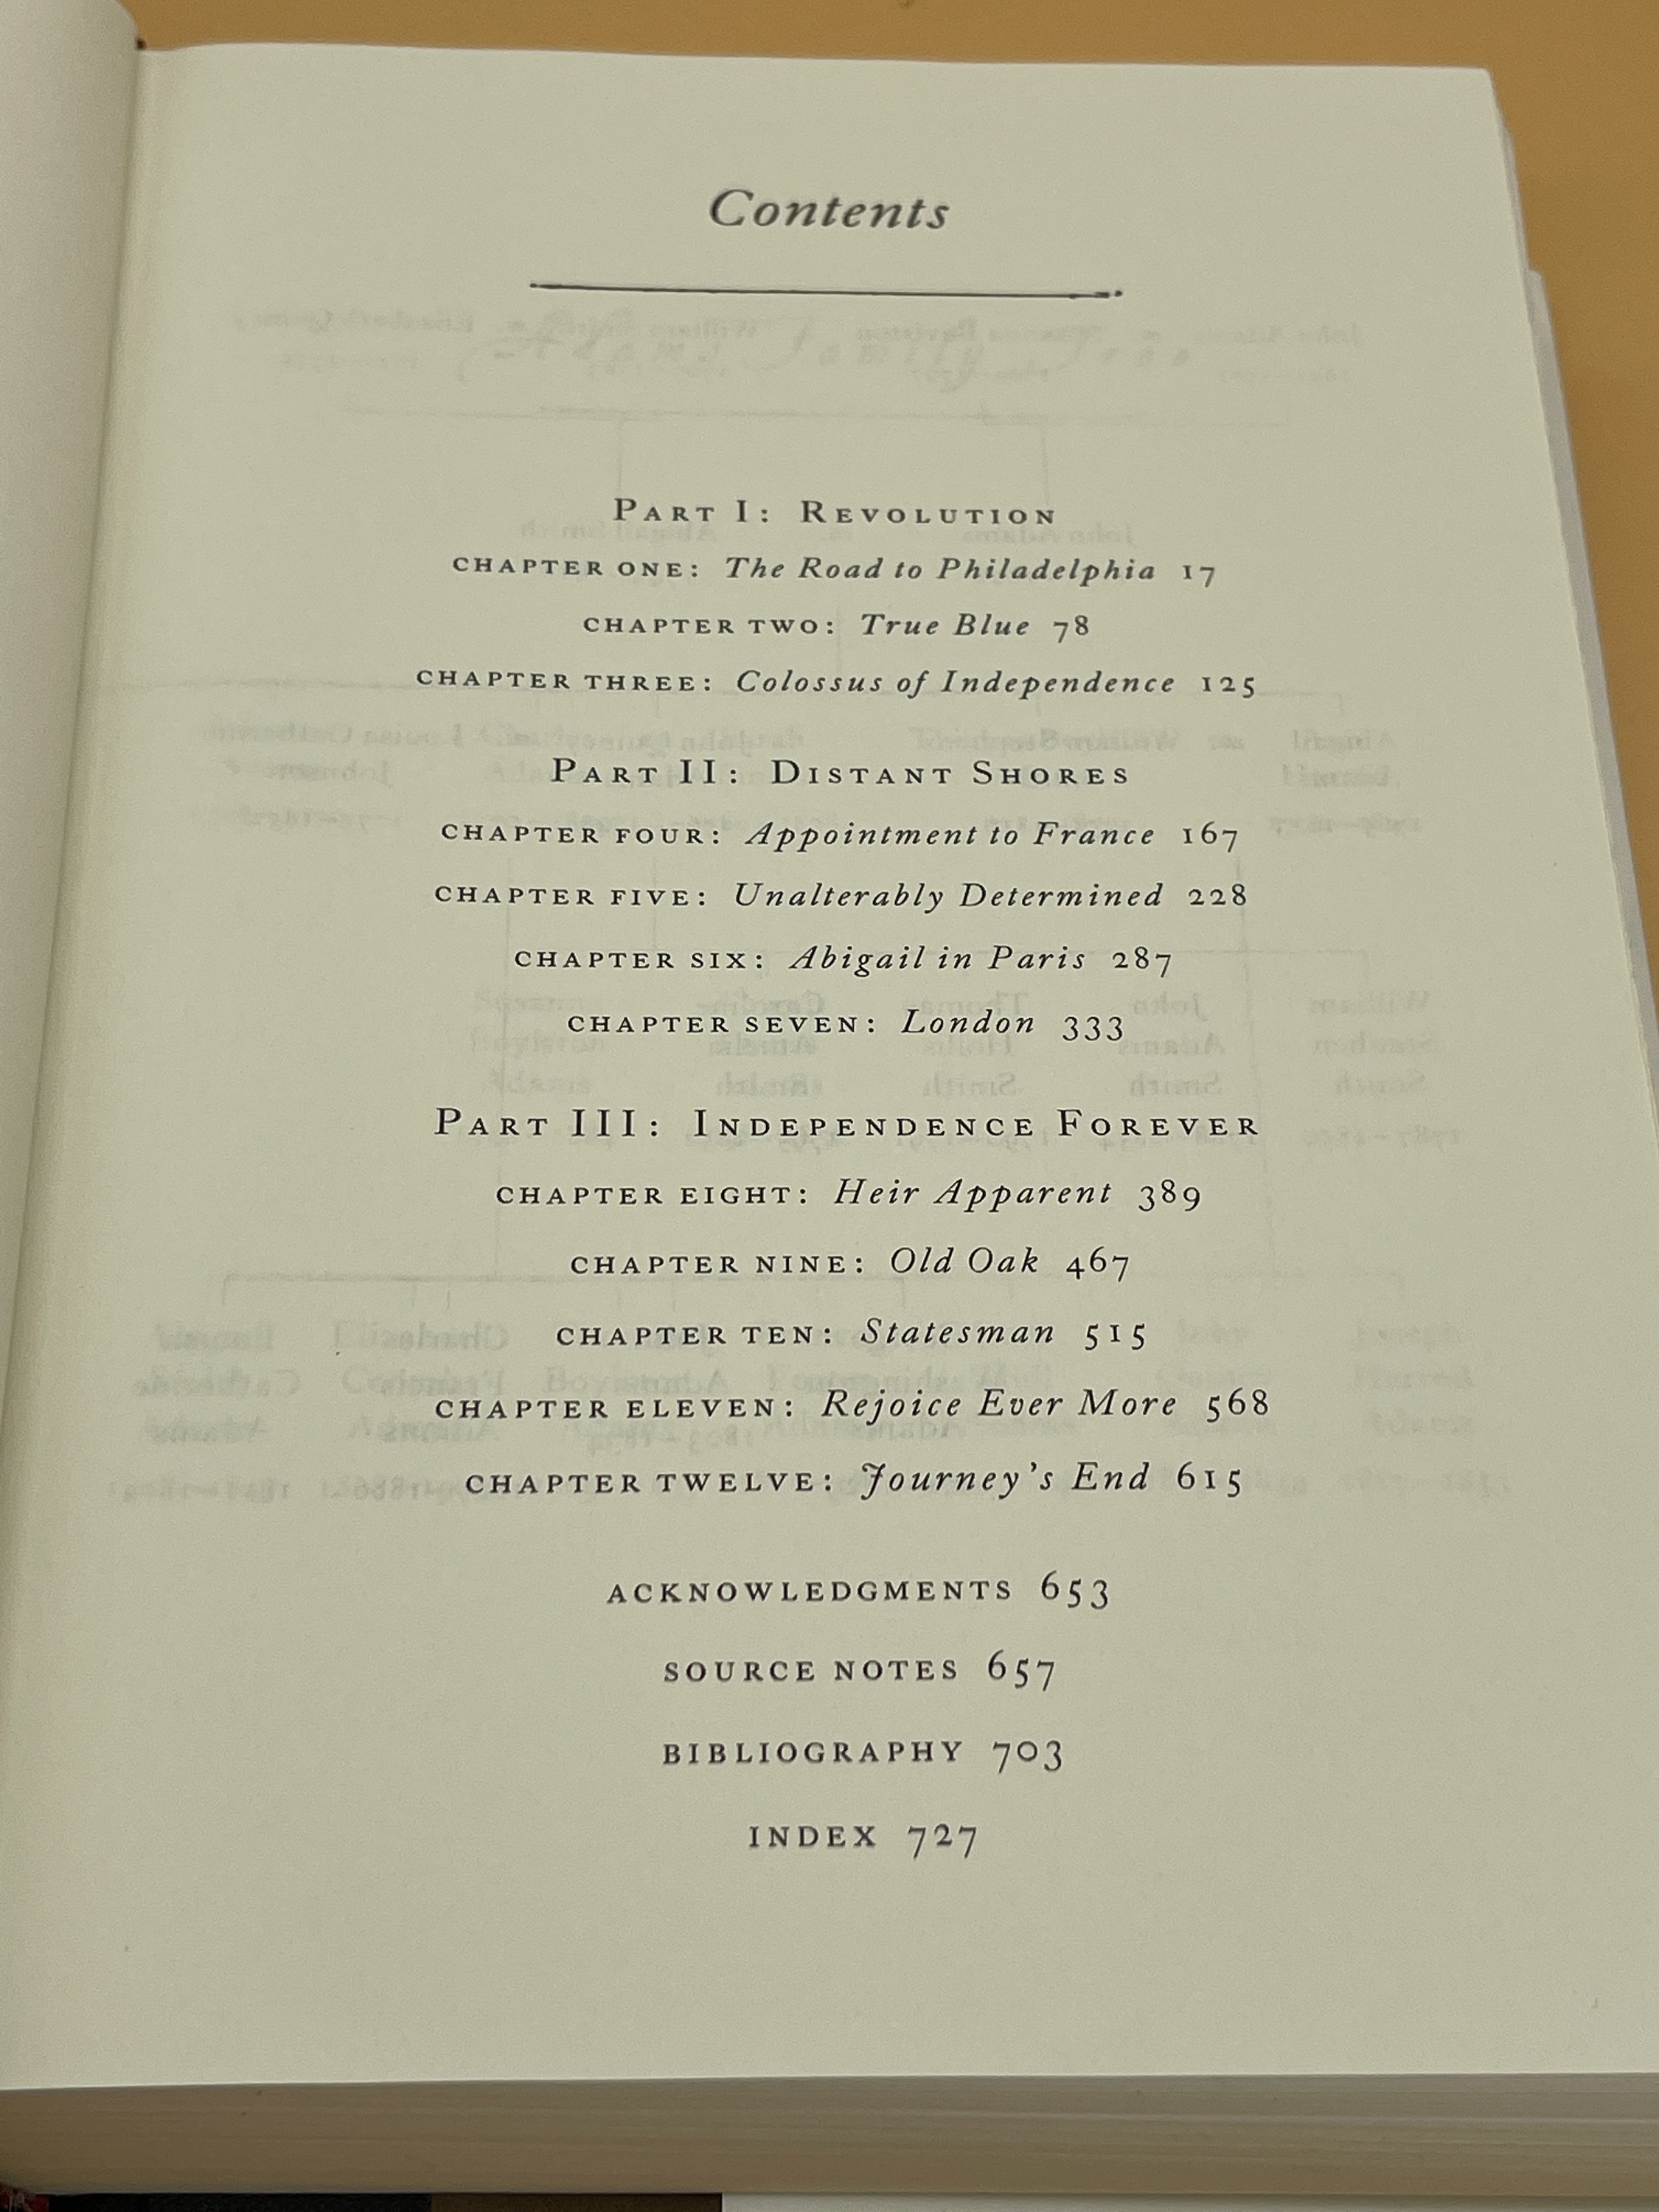 Contents
Part I: Revolution
CHAPTER ONE: The Road to Philadelphia 17
CHAPTER TWO: True Blue 78
CHAPTER THREE: Colossus of Independence 125
Part II: Distant Shores
CHAPTER FOUR: Appointment to France 167
CHAPTER FIVE: Unalterably Determined 228
CHAPTER SIX: Abigail in Paris 287
CHAPTER SEVEN: London 333
Part III: Independence Forever
CHAPTER EIGHT: Heir Apparent 389
CHAPTER NINE: Old Oak 467
CHAPTER TEN: Statesman 515
CHAPTER ELEVEN: Rejoice Ever More 568
CHAPTER TWELVE: Journey's End 615
ACKNOWLEDGMENTS 653
SOURCE NOTES 657
BIBLIOGRAPHY 703
INDEX 727